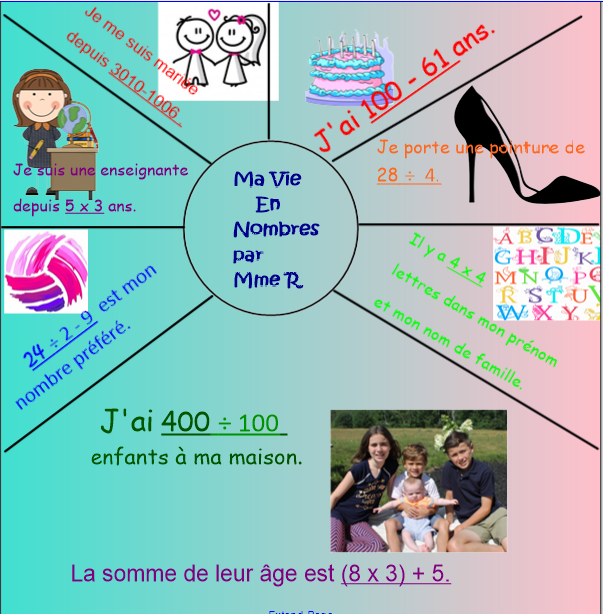 Je me suis mariée
depuis 3010-1006
J'ai 100 - 61 ans.
Je porte une pointure de
28 ÷ 4.
Je suis une enseignante
depuis 5 x 3 ans.
Ma Vie
En
Nombres
par
Mme R
Il y a 4 x 4
lettres dans mon prénom
et mon nom de famille.
A B C D E
G H I J K
M N O P
R S T U V
W X Y
24 ÷ 2 - 9 est mon
nombre préféré.
J'ai 400 ÷ 100
enfants à ma maison.
La somme de leur âge est (8 x 3) + 5.